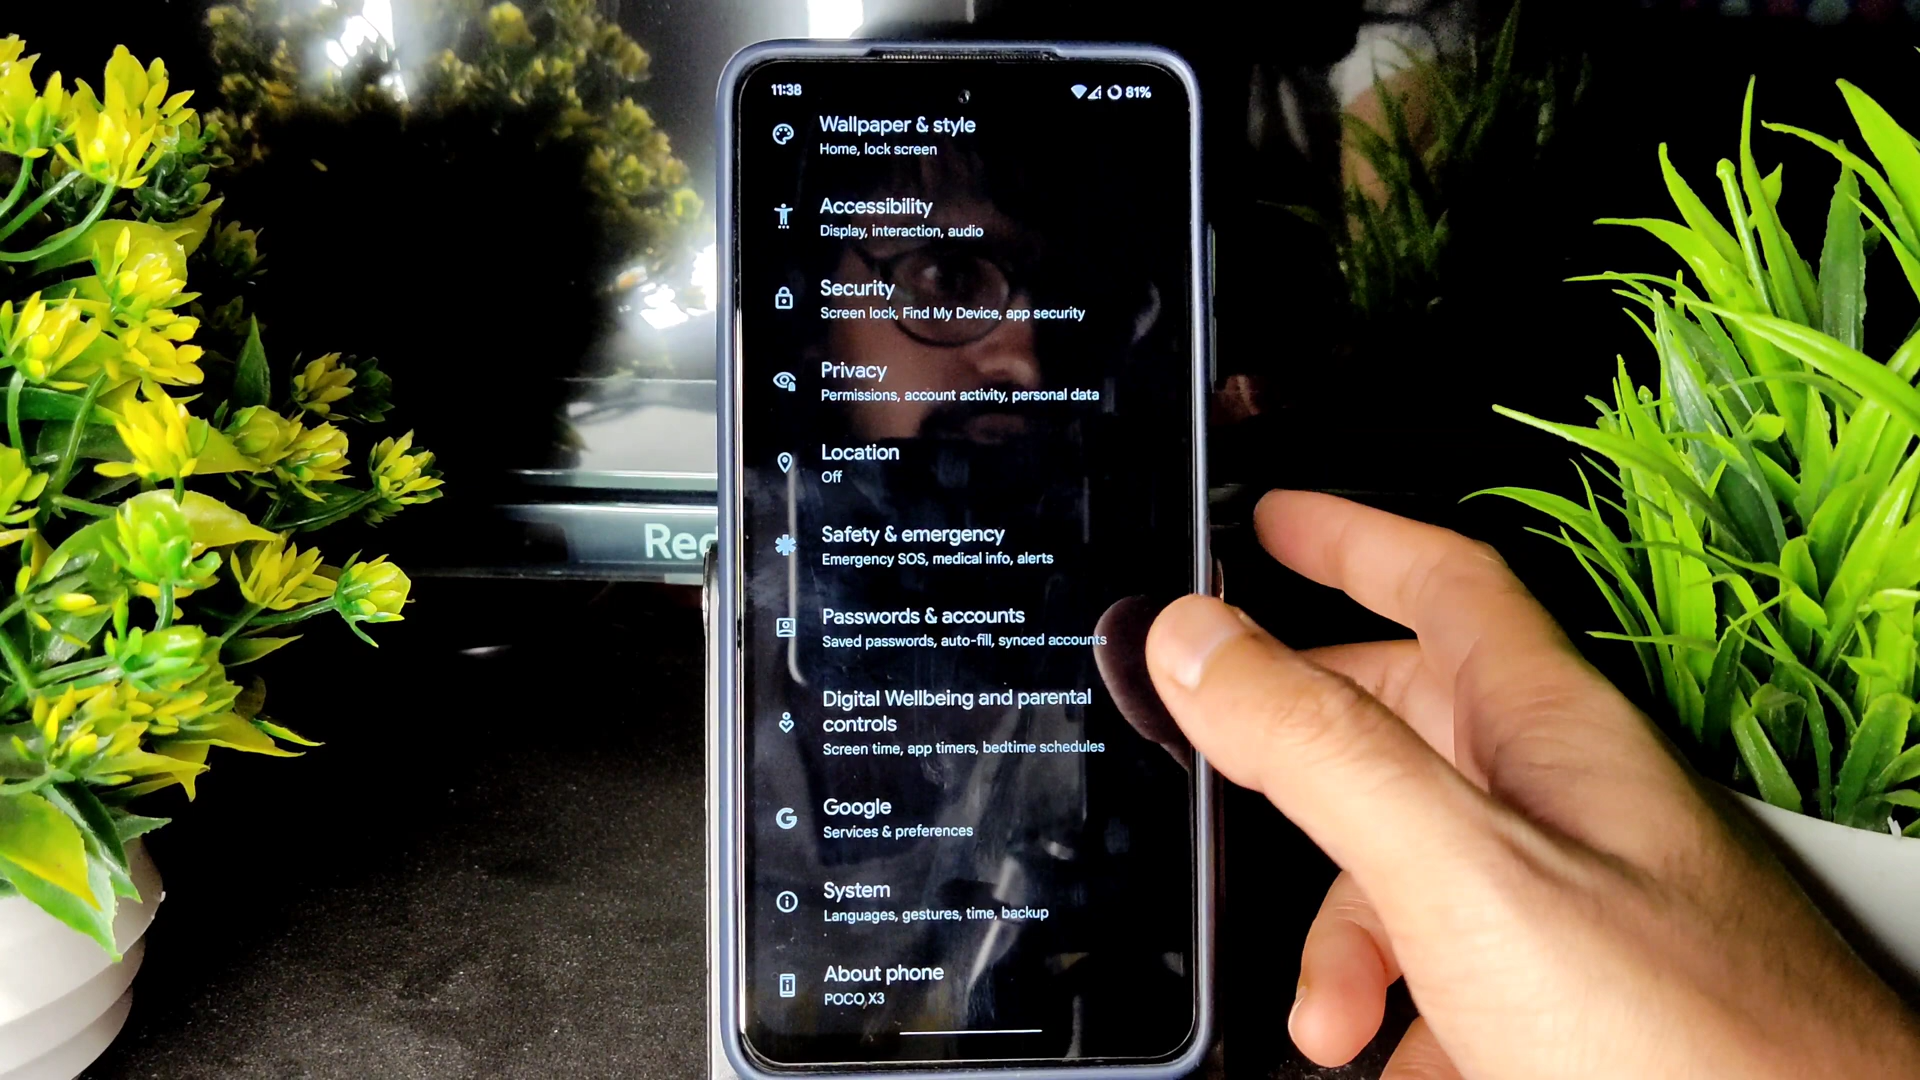 11:38
81%
Wallpaper & style
Home, lock screen
Accessibility
Display, interaction, audio
Security
Screen lock, Find My Device, app security
Privacy
Permissions, account activity, personal data
Location
Off
Safety & emergency
Emergency SOS, medical info, alerts
Passwords & accounts
Saved passwords, auto-fill, synced accounts
Digital Wellbeing and parental
controls
Screen time, app timers, bedtime schedules
Google
Services & preferences
System
Languages, gestures, time, backup
About phone
POCO X3